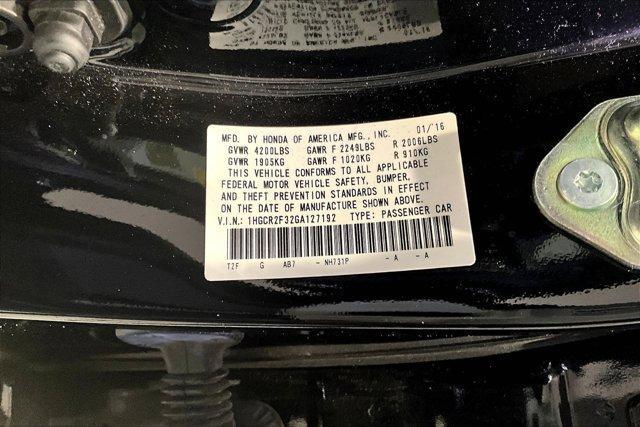 MFD. BY HONDA OF AMERICA MFG., INC. 01/16
GVWR 4200LBS GAWR F 2249LBS R 2006LBS
GVWR 1905KG GAWR F 1020KG R 910KG
THIS VEHICLE CONFORMS TO ALL APPLICABLE
FEDERAL MOTOR VEHICLE SAFETY, BUMPER,
AND THEFT PREVENTION STANDARDS IN EFFECT
ON THE DATE OF MANUFACTURE SHOWN ABOVE.
V.I.N.: 1HGCR2F32GA127192 TYPE: PASSENGER CAR
T2F G AB7 - NH731P - A - A